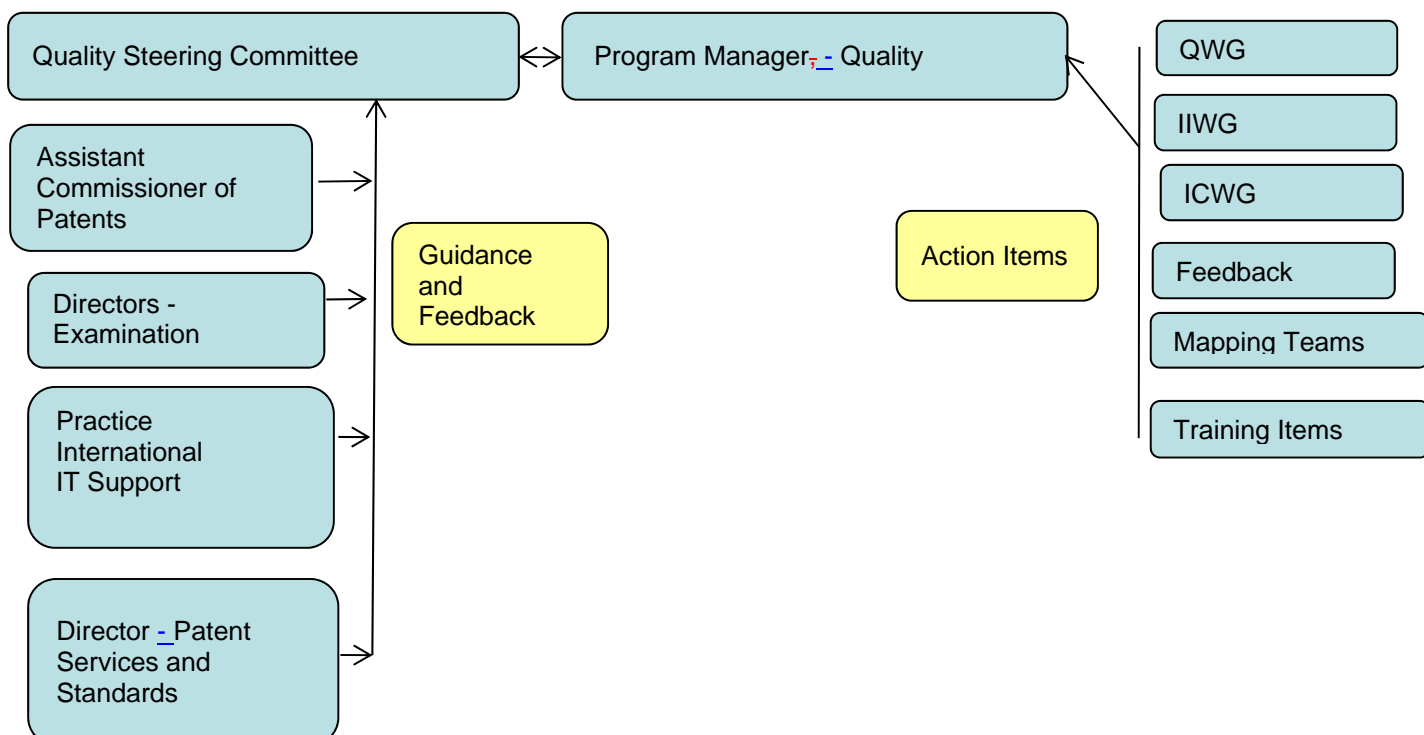 Quality Steering Committee
Program Manager, - Quality
Assistant
Commissioner of
Patents
Directors -
Examination
Practice
International
IT Support
Director - Patent
Services and
Standards
Guidance
and
Feedback
Action Items
QWG
IIWG
ICWG
Feedback
Mapping Teams
Training Items